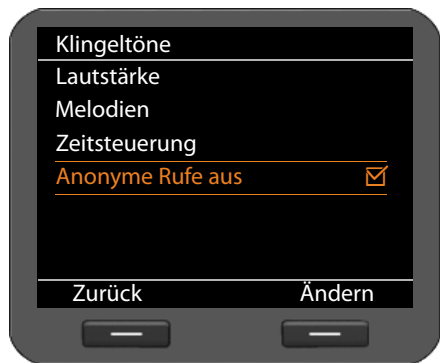 Klingeltöne
Lautstärke
Melodien
Zeitsteuerung
Anonyme Rufe aus
Zurück Ändern